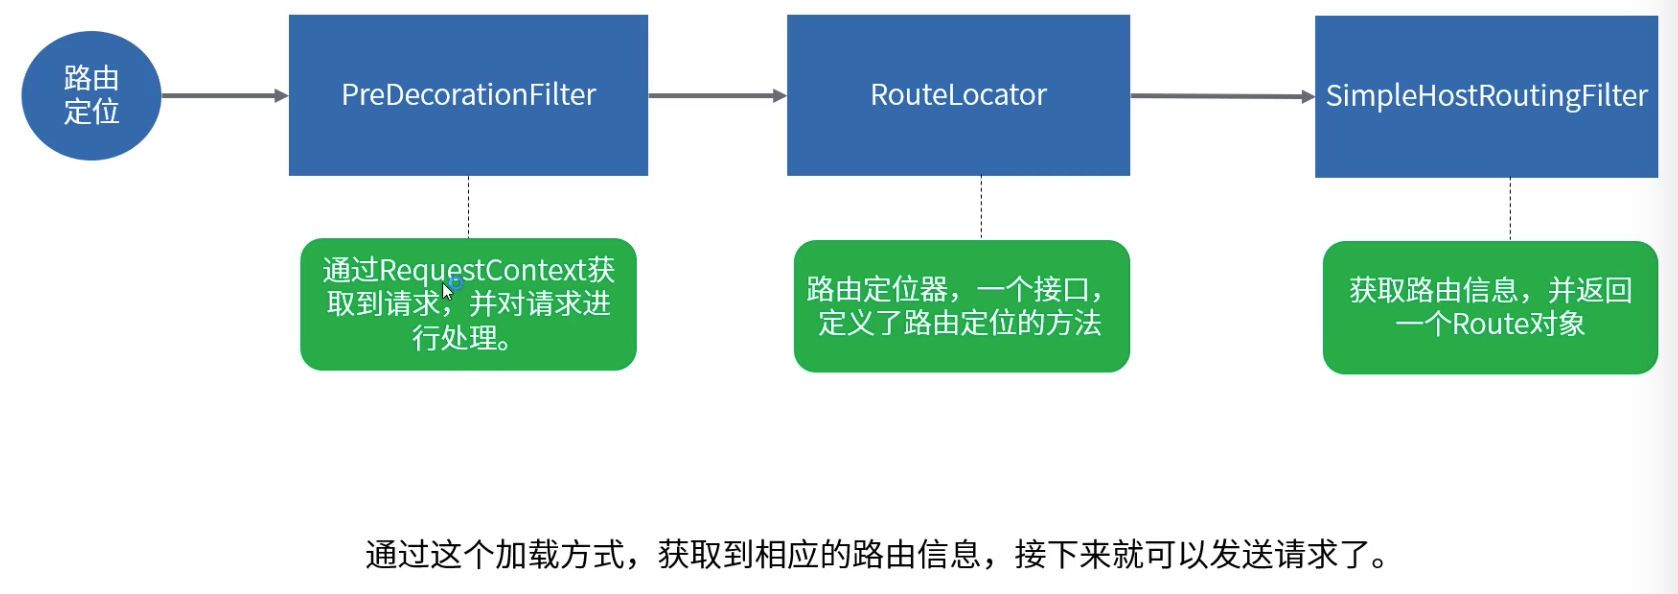 路由
定位
PreDecorationFilter
RouteLocator
SimpleHostRoutingFilter
通过RequestContext获
取到请求，并对请求进
行处理。
路由定位器，一个接口，
定义了路由定位的方法
获取路由信息，并返回
一个Route对象
通过这个加载方式，获取到相应的路由信息，接下来就可以发送请求了。